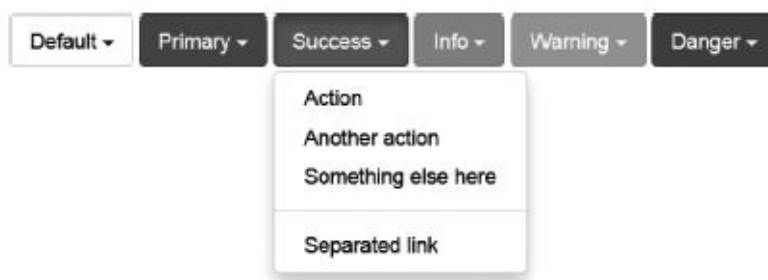 Default Primary Success Info Warning Danger
Action
Another action
Something else here
Separated link